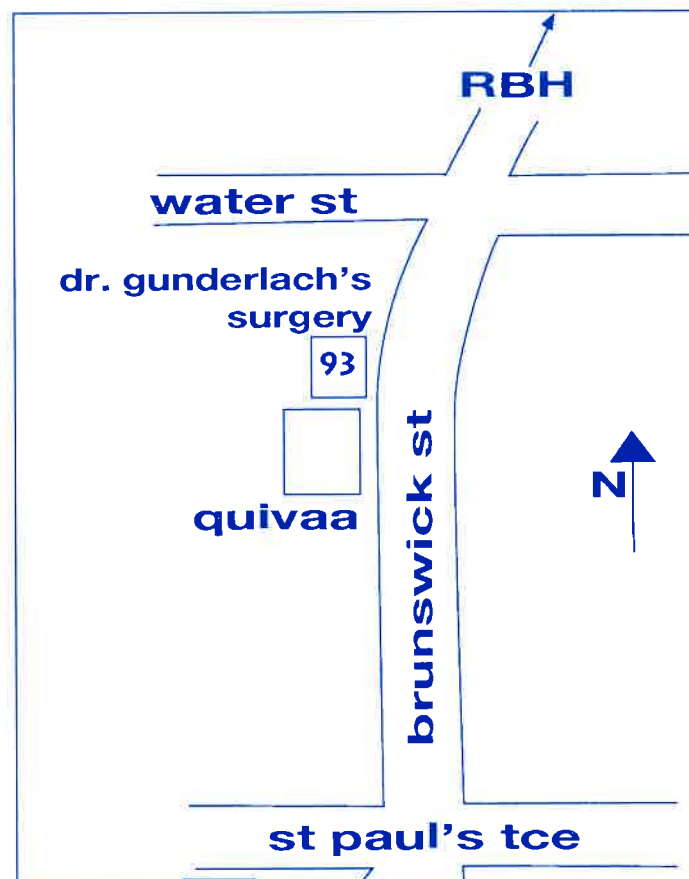 RBH
water st
dr. gunderlach's
surgery
93
quivaa
brunswick st
N
st paul's tce